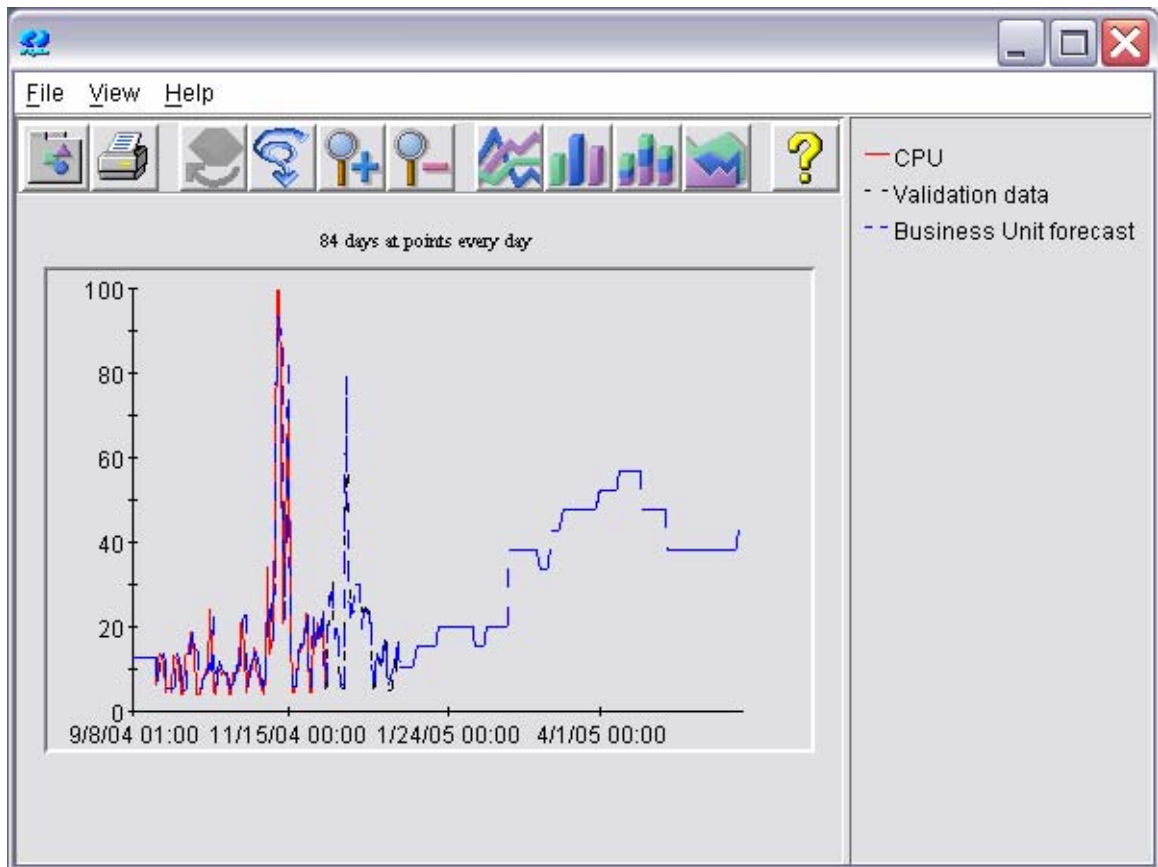 File View Help
84 days at points every day
100
80
60
40
20
0
9/8/04 01:00 11/15/04 00:00 1/24/05 00:00 4/1/05 00:00
CPU
Validation data
Business Unit forecast